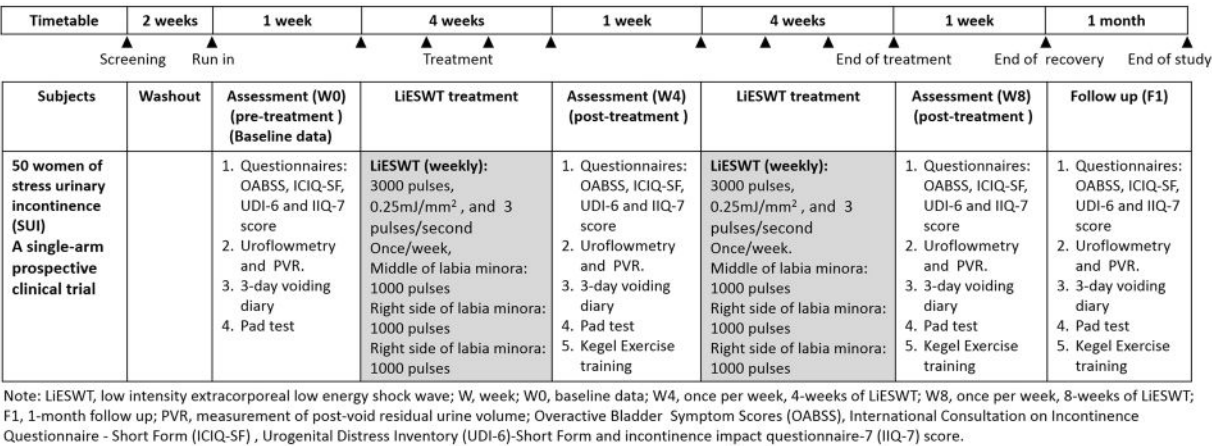 Timetable 2 weeks 1 week 4 weeks 1 week 4 weeks 1 week 1 month
Screening Run in Treatment End of treatment End of recovery End of study
Subjects
Washout
Assessment (W0)
(pre-treatment )
(Baseline data)
LiESWT treatment
Assessment (W4)
(post-treatment )
LiESWT treatment
Assessment (W8)
(post-treatment )
Follow up (F1)
50 women of
stress urinary
incontinence
(SUI)
A single-arm
prospective
clinical trial
1. Questionnaires:
OABSS, ICIQ-SF,
UDI-6 and IIQ-7
score
2. Uroflowmetry
and PVR.
3. 3-day voiding
diary
4. Pad test
LiESWT (weekly):
3000 pulses,
0.25mJ/mm² , and 3
pulses/second
Once/week,
Middle of labia minora:
1000 pulses
Right side of labia minora:
1000 pulses
Right side of labia minora:
1000 pulses
1. Questionnaires:
OABSS, ICIQ-SF,
UDI-6 and IIQ-7
score
2. Uroflowmetry
and PVR.
3. 3-day voiding
diary
4. Pad test
5. Kegel Exercise
training
LiESWT (weekly):
3000 pulses,
0.25mJ/mm² , and 3
pulses/second
Once/week.
Middle of labia minora:
1000 pulses
Right side of labia minora:
1000 pulses
Right side of labia minora:
1000 pulses
1. Questionnaires:
OABSS, ICIQ-SF,
UDI-6 and IIQ-7
score
2. Uroflowmetry
and PVR.
3. 3-day voiding
diary
4. Pad test
5. Kegel Exercise
training
1. Questionnaires:
OABSS, ICIQ-SF,
UDI-6 and IIQ-7
score
2. Uroflowmetry
and PVR.
3. 3-day voiding
diary
4. Pad test
5. Kegel Exercise
training
Note: LiESWT, low intensity extracorporeal low energy shock wave; W, week; W0, baseline data; W4, once per week, 4-weeks of LiESWT; W8, once per week, 8-weeks of LiESWT;
F1, 1-month follow up; PVR, measurement of post-void residual urine volume; Overactive Bladder Symptom Scores (OABSS), International Consultation on Incontinence
Questionnaire - Short Form (ICIQ-SF) , Urogenital Distress Inventory (UDI-6)-Short Form and incontinence impact questionnaire-7 (IIQ-7) score.